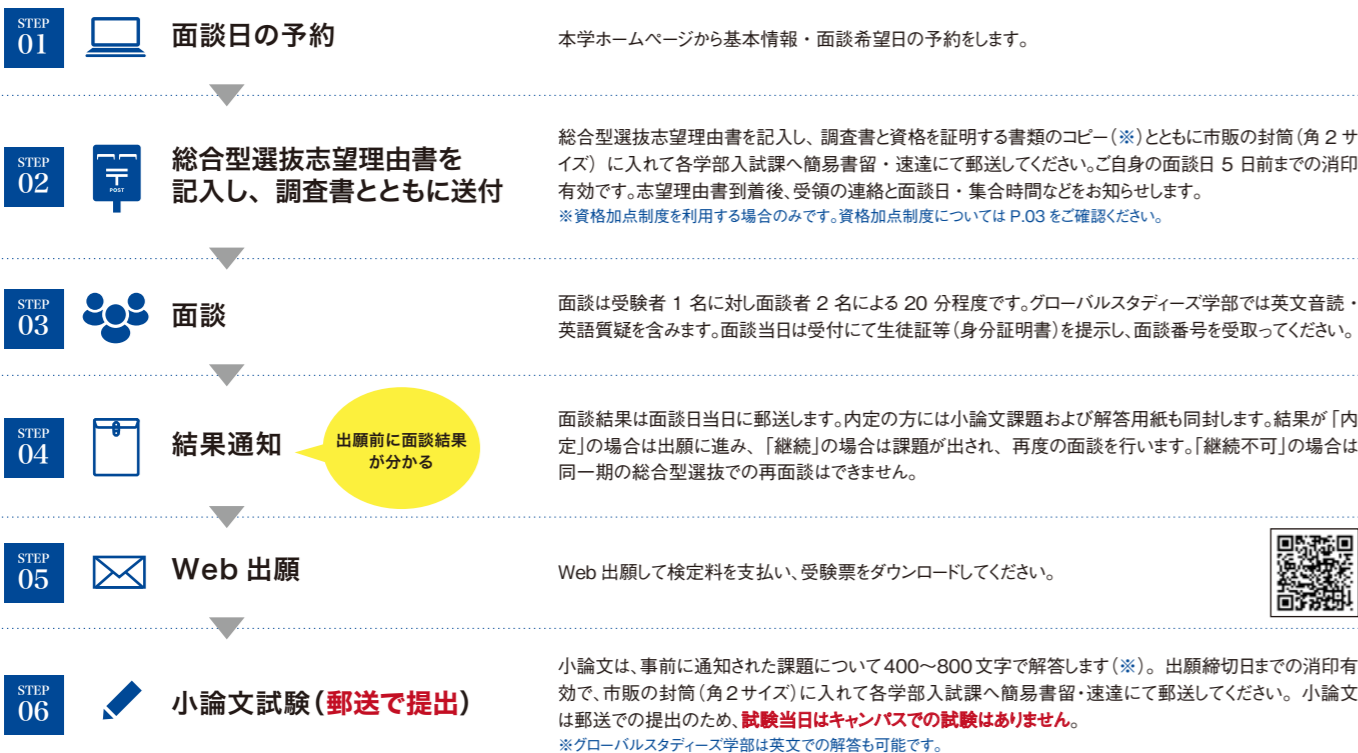 STEP
01
面談日の予約
本学ホームページから基本情報・面談希望日の予約をします。
STEP
02
POST
総合型選抜志望理由書を
記入し、調査書とともに送付
総合型選抜志望理由書を記入し、調査書と資格を証明する書類のコピー(※)とともに市販の封筒(角2サ
イズ)に入れて各学部入試課へ簡易書留・速達にて郵送してください。ご自身の面談日5日前までの消印
有効です。志望理由書到着後、受領の連絡と面談日・集合時間などをお知らせします。
※資格加点制度を利用する場合のみです。資格加点制度についてはP.03をご確認ください。
STEP
03
面談
面談は受験者1名に対し面談者2名による20分程度です。グローバルスタディーズ学部では英文音読・
英語質疑を含みます。面談当日は受付にて生徒証等(身分証明書)を提示し、面談番号を受取ってください。
STEP
04
結果通知
出願前に面談結果
が分かる
面談結果は面談日当日に郵送します。内定の方には小論文課題および解答用紙も同封します。結果が「内
定」の場合は出願に進み、「継続」の場合は課題が出され、再度の面談を行います。「継続不可」の場合は
同一期の総合型選抜での再面談はできません。
STEP
05
Web 出願
Web 出願して検定料を支払い、受験票をダウンロードしてください。
STEP
06
小論文試験(郵送で提出)
小論文は、事前に通知された課題について400〜800文字で解答します(※)。出願締切日までの消印有
効で、市販の封筒(角2サイズ)に入れて各学部入試課へ簡易書留・速達にて郵送してください。小論文
は郵送での提出のため、試験当日はキャンパスでの試験はありません。
※グローバルスタディーズ学部は英文での解答も可能です。